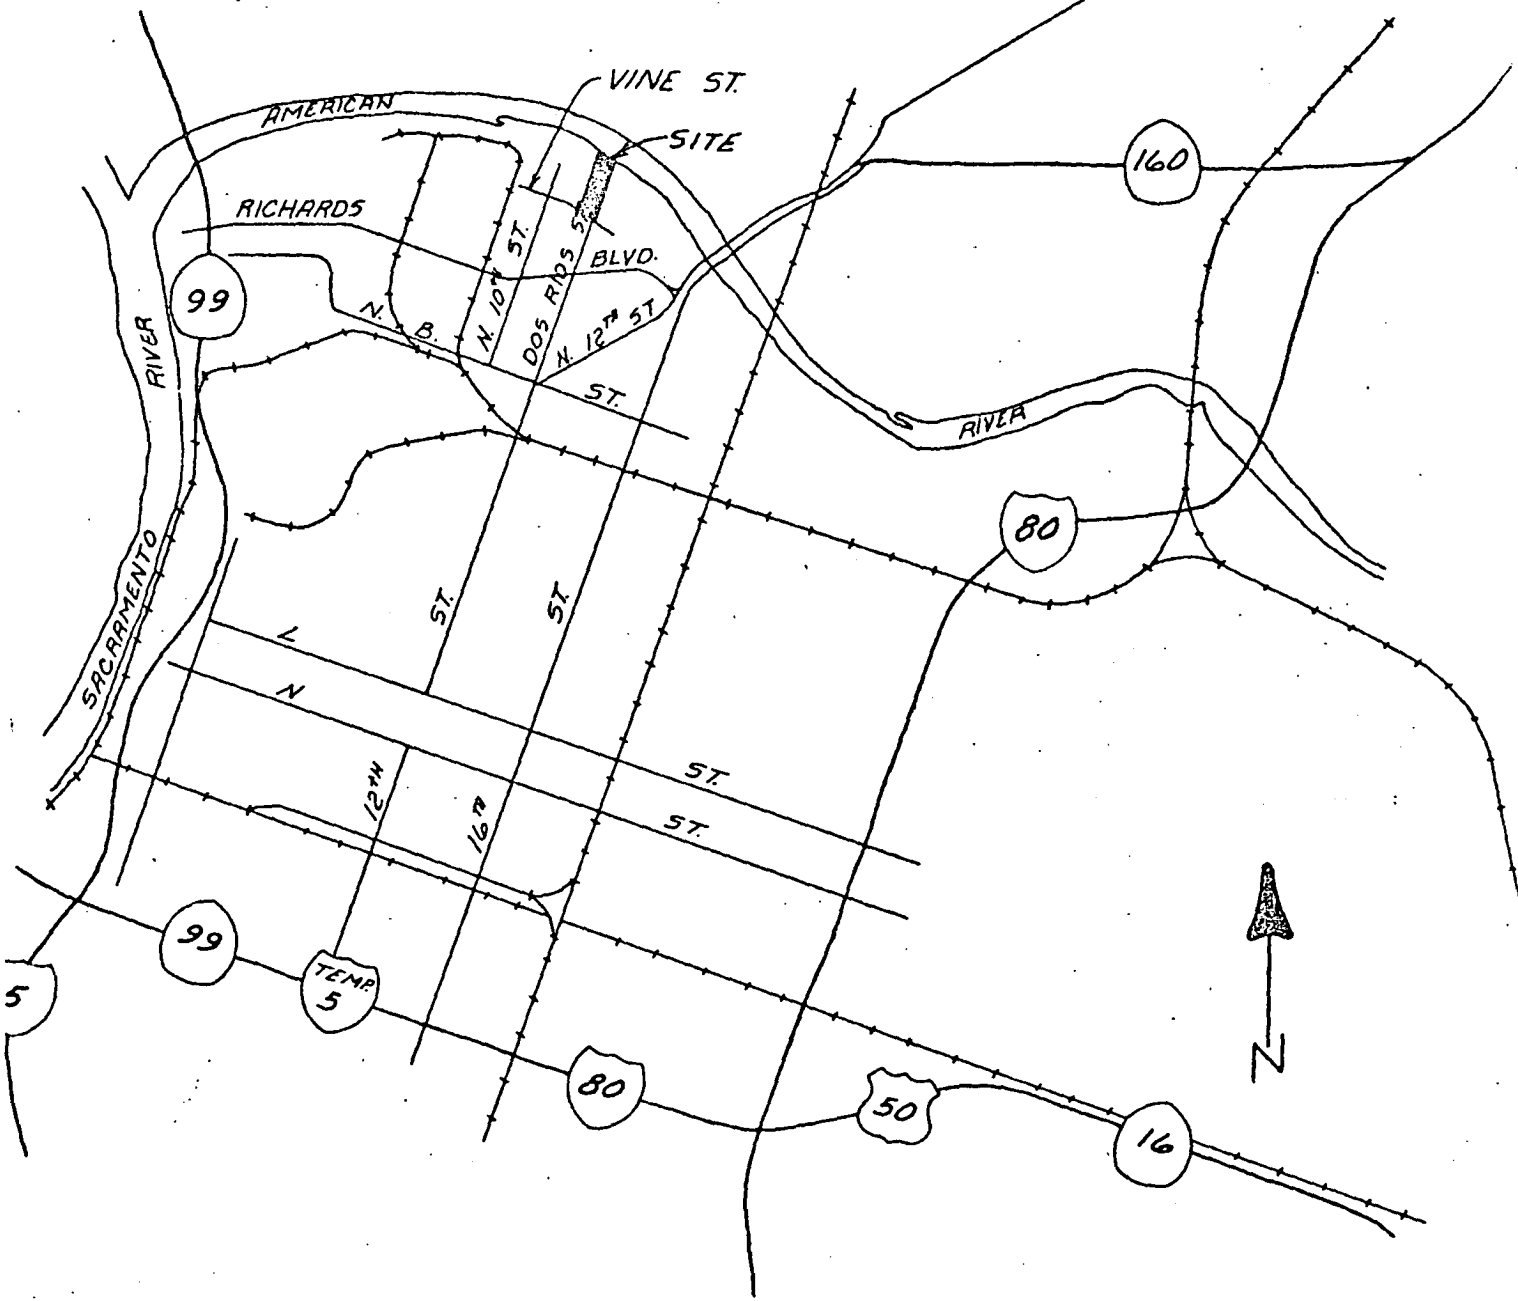 VINE ST.
AMERICAN
SITE
160
RICHARDS
BLVD.
N. 10TH ST.
DOS RIOS ST.
99
N. B. ST.
N. 12TH ST
RIVER
RIVER
80
SACRAMENTO
ST.
ST.
L ST.
N ST.
12TH
16TH
99
TEMP.
5
5
80
50
16
N